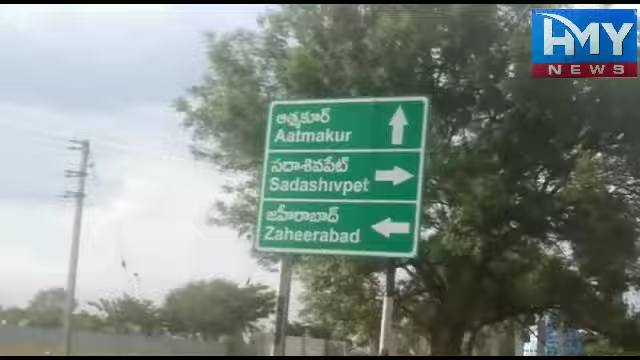 HMY
NEWS
ఆత్మకూర్
Aatmakur
సదాశివపేట్
Sadashivpet
జహీరాబాద్
Zaheerabad